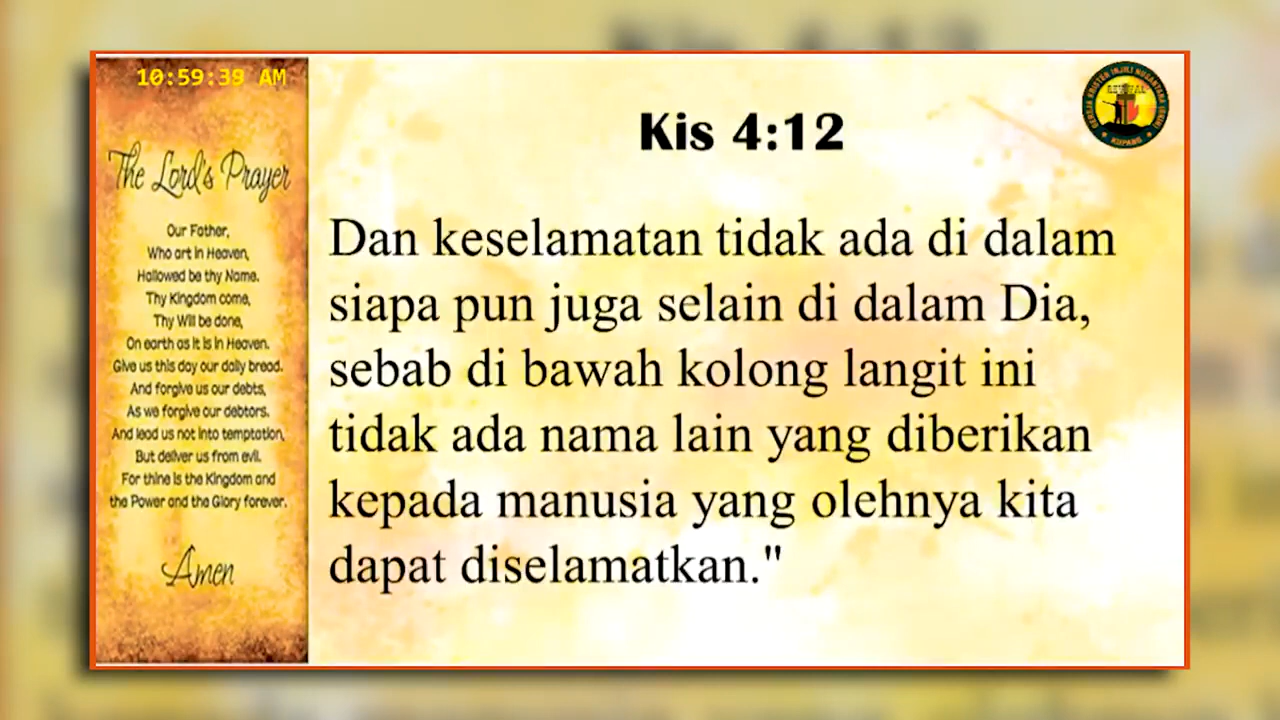 10:59:39 AM
The Lord's Prayer
Our Father,
Who art in Heaven,
Hallowed be thy Name.
Thy Kingdom come,
Thy Will be done,
On earth as it is in Heaven.
Give us this day our daily bread.
And forgive us our debts,
As we forgive our debtors.
And lead us not into temptation,
But deliver us from evil.
For thine is the Kingdom and
the Power and the Glory forever.
Amen
Kis 4:12
Dan keselamatan tidak ada di dalam
siapa pun juga selain di dalam Dia,
sebab di bawah kolong langit ini
tidak ada nama lain yang diberikan
kepada manusia yang olehnya kita
dapat diselamatkan."
GEREJA KRISTEN INJILI NUSANTARA
KUPANG